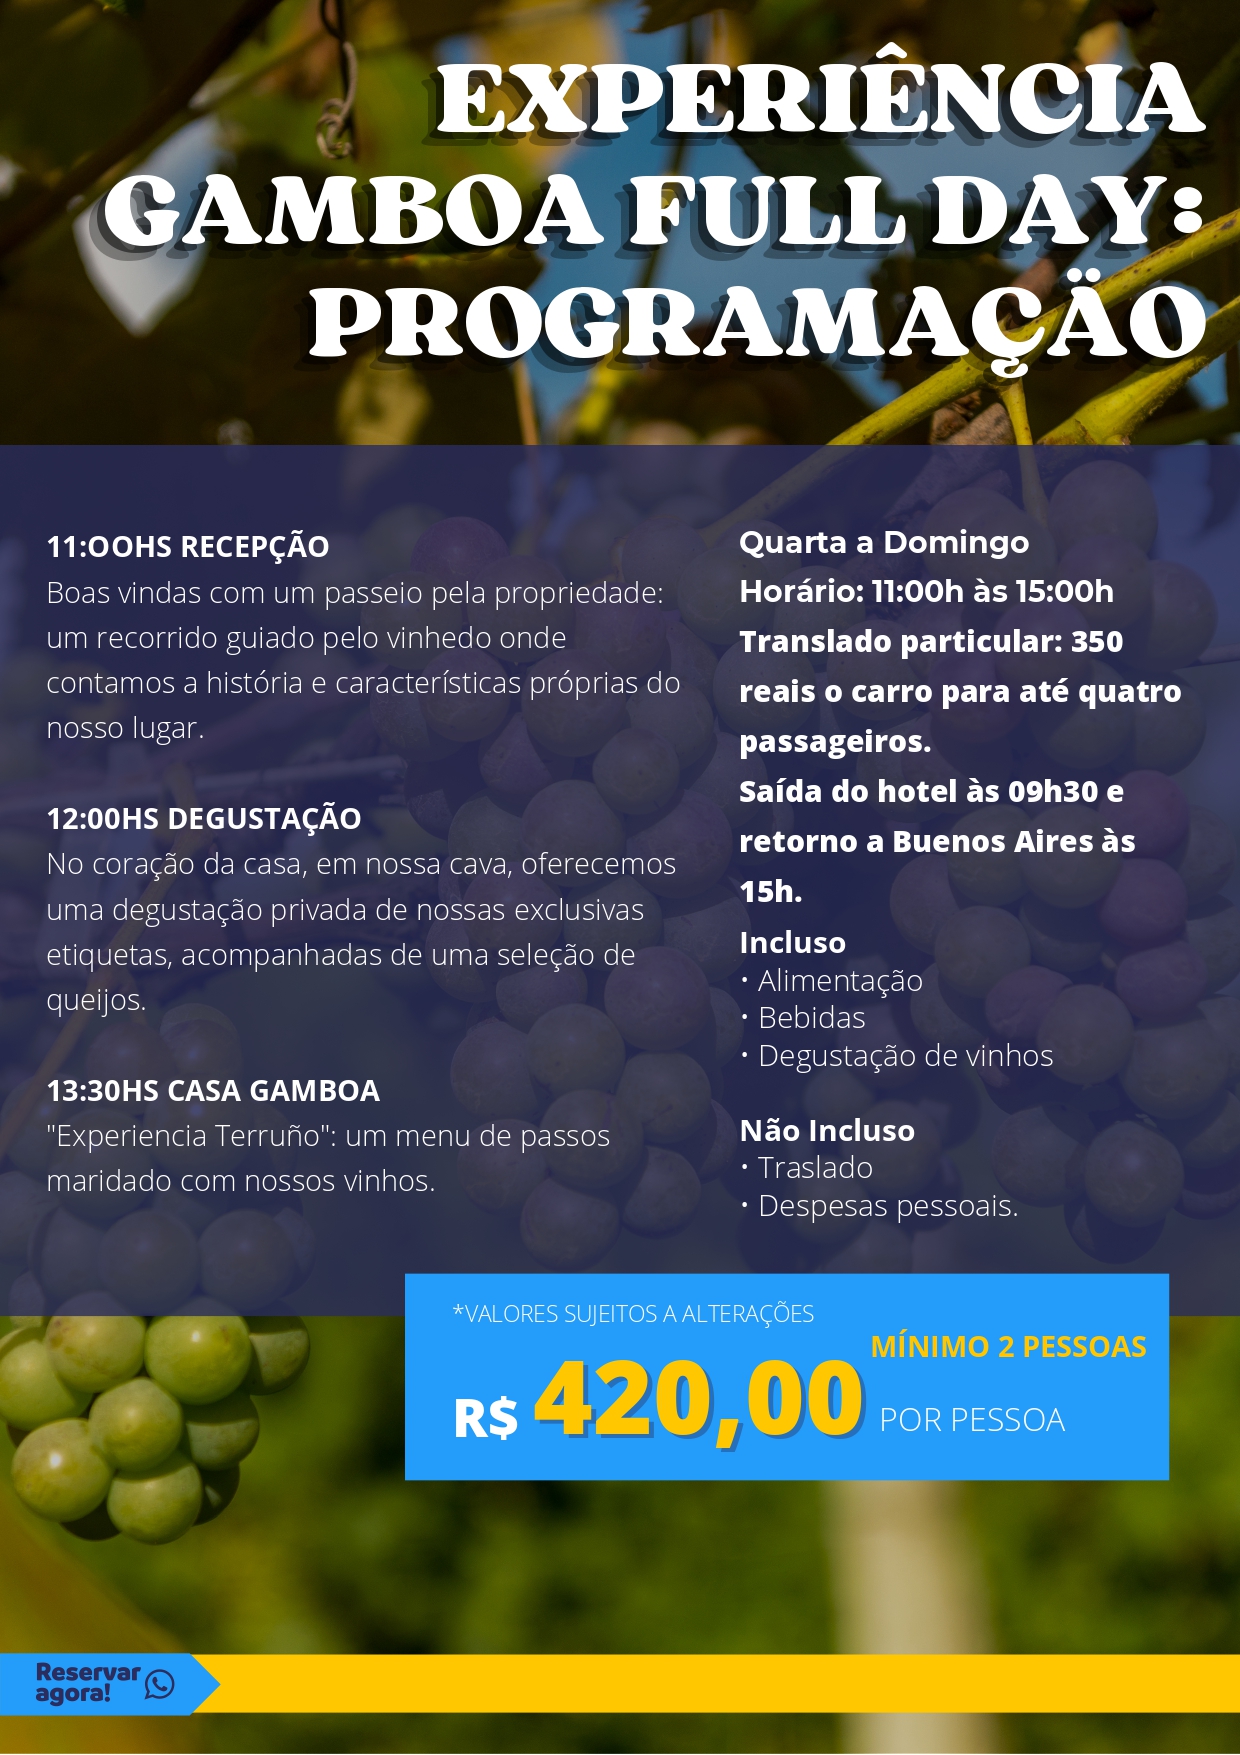 EXPERIÊNCIA
GAMBOA FULL DAY:
PROGRAMAÇÄO
11:OOHS RECEPÇÃO
Boas vindas com um passeio pela propriedade:
um recorrido guiado pelo vinhedo onde
contamos a história e características próprias do
nosso lugar.
12:00HS DEGUSTAÇÃO
No coração da casa, em nossa cava, oferecemos
uma degustação privada de nossas exclusivas
etiquetas, acompanhadas de uma seleção de
queijos.
13:30HS CASA GAMBOA
"Experiencia Terruño": um menu de passos
maridado com nossos vinhos.
Quarta a Domingo
Horário: 11:00h às 15:00h
Translado particular: 350
reais o carro para até quatro
passageiros.
Saída do hotel às 09h30 e
retorno a Buenos Aires às
15h.
Incluso
• Alimentação
• Bebidas
• Degustação de vinhos
Não Incluso
• Traslado
• Despesas pessoais.
*VALORES SUJEITOS A ALTERAÇÕES
MÍNIMO 2 PESSOAS
R$ 420,00 POR PESSOA
Reservar
agora!